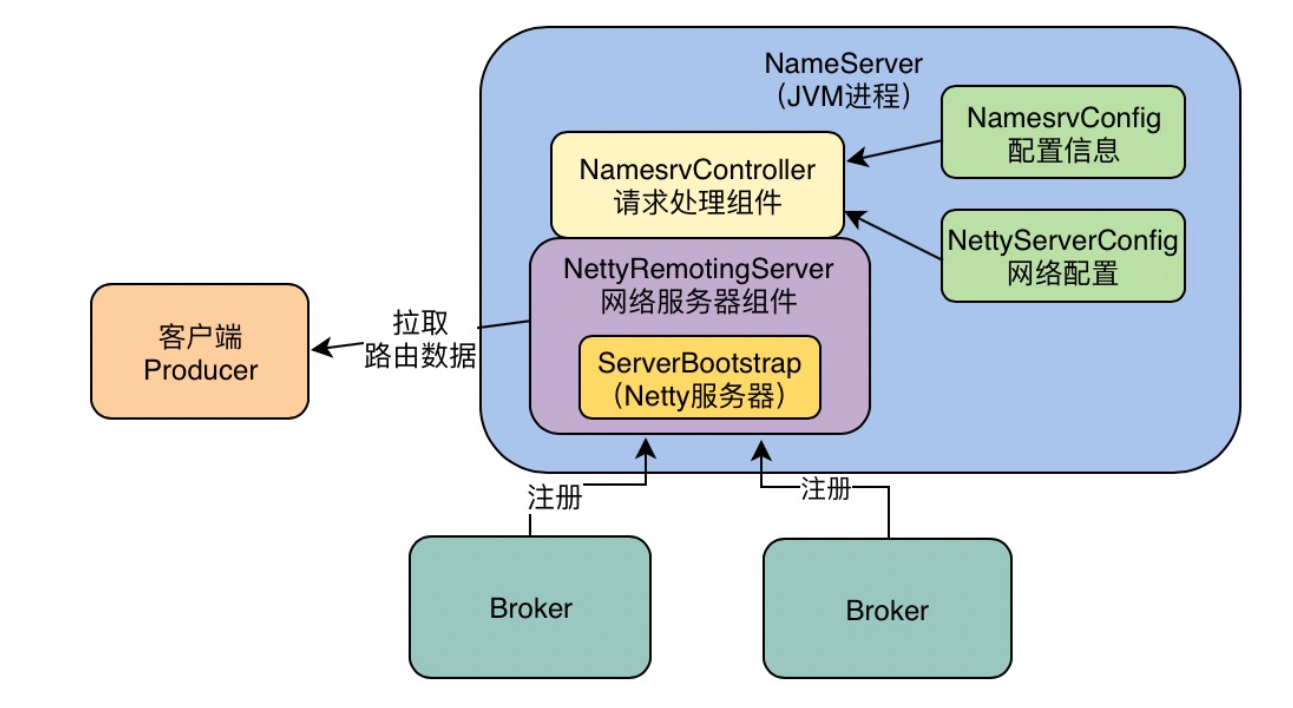 NameServer
（JVM进程）
NamesrvConfig
配置信息
NamesrvController
请求处理组件
NettyServerConfig
网络配置
NettyRemotingServer
网络服务器组件
客户端
Producer
拉取
路由数据
ServerBootstrap
（Netty服务器）
注册
注册
Broker
Broker